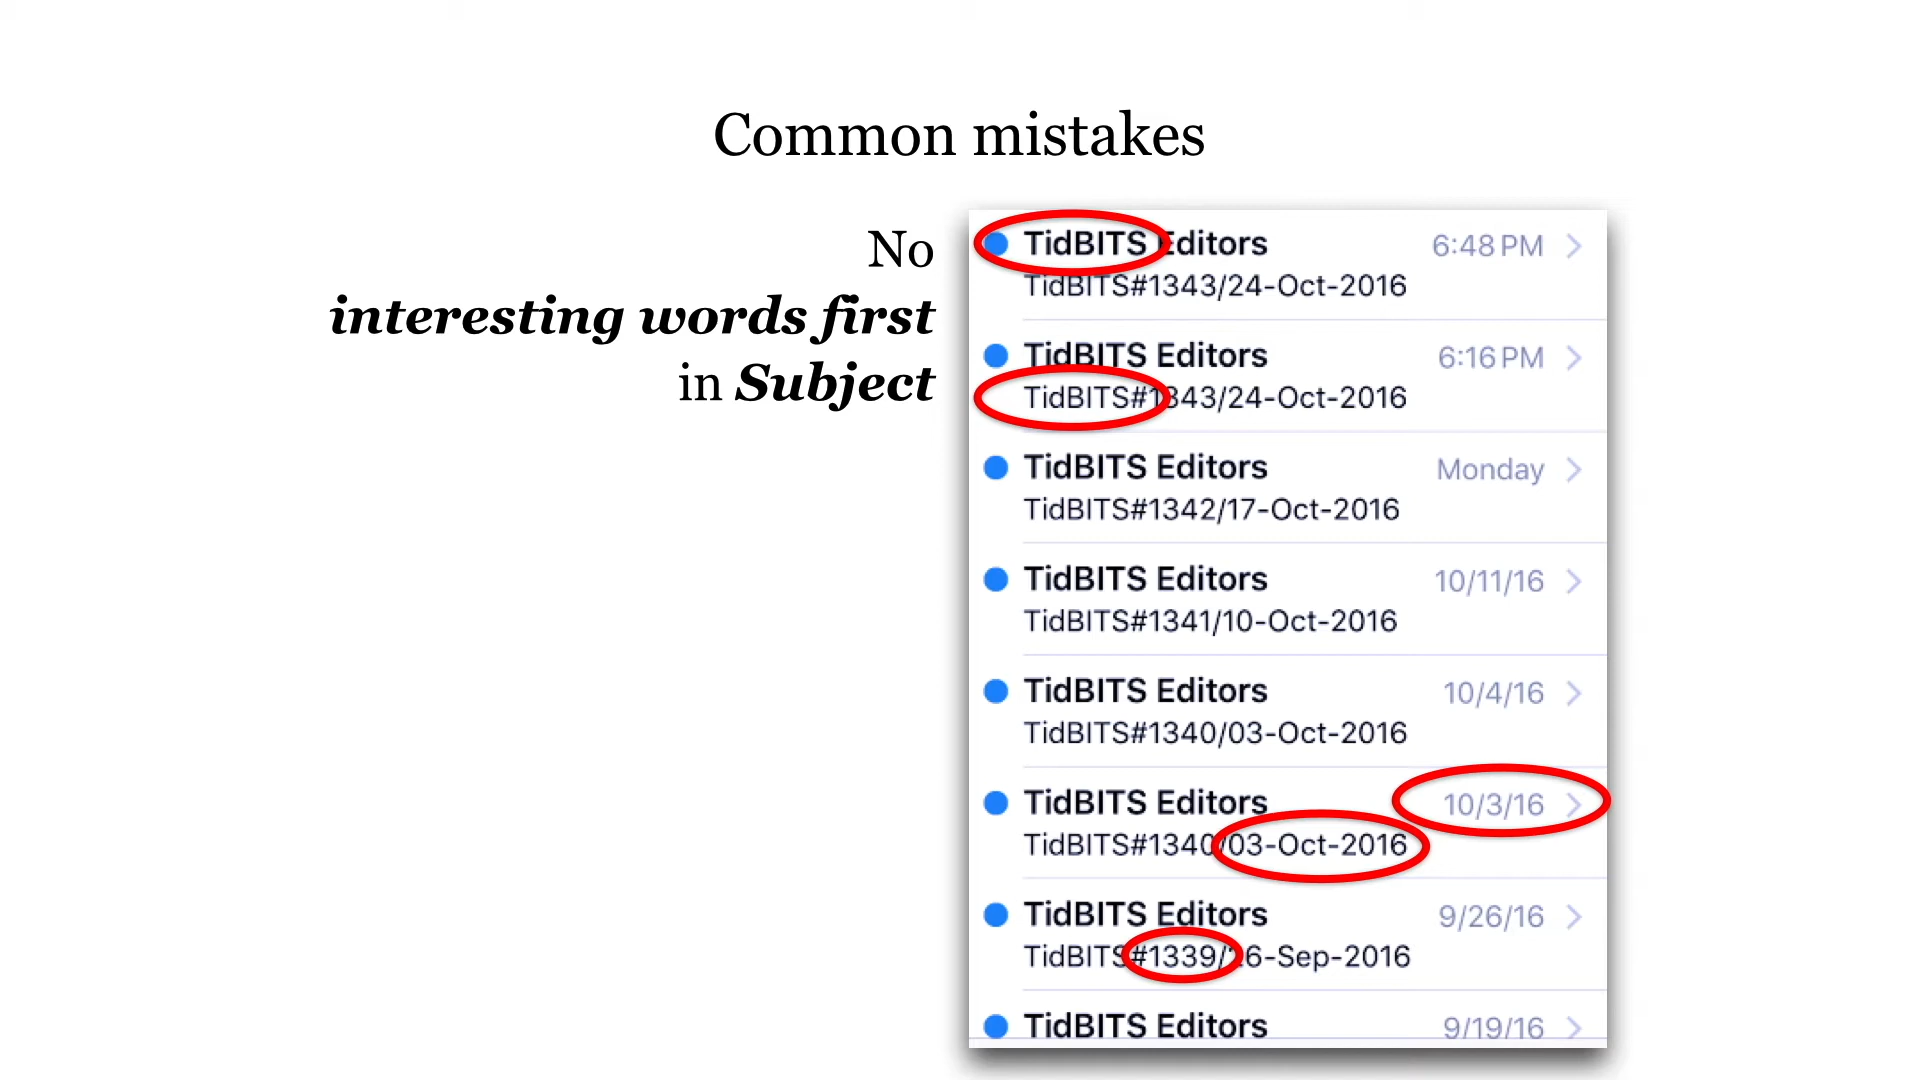 Common mistakes
No
interesting words first
in Subject
TidBITS Editors 6:48 PM
TidBITS#1343/24-Oct-2016
TidBITS Editors 6:16 PM
TidBITS#1343/24-Oct-2016
TidBITS Editors Monday
TidBITS#1342/17-Oct-2016
TidBITS Editors 10/11/16
TidBITS#1341/10-Oct-2016
TidBITS Editors 10/4/16
TidBITS#1340/03-Oct-2016
TidBITS Editors 10/3/16
TidBITS#1340/03-Oct-2016
TidBITS Editors 9/26/16
TidBITS#1339/26-Sep-2016
TidBITS Editors 9/19/16